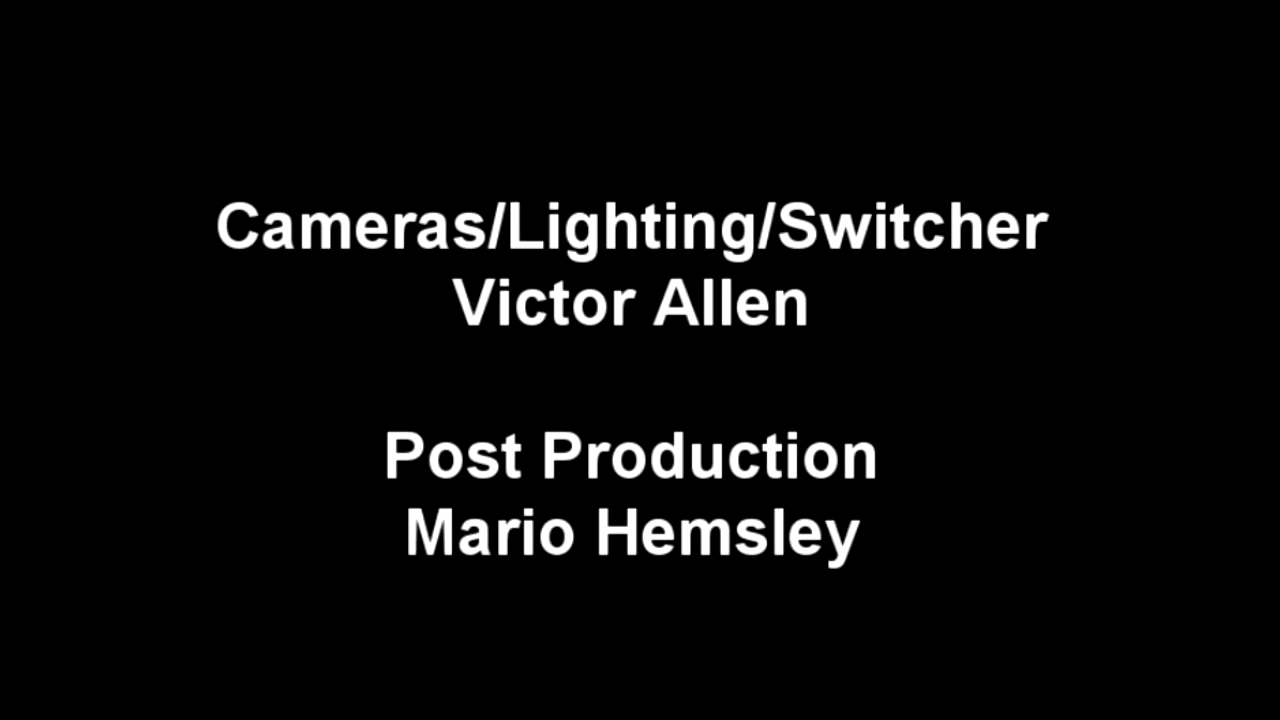 Cameras/Lighting/Switcher
Victor Allen
Post Production
Mario Hemsley